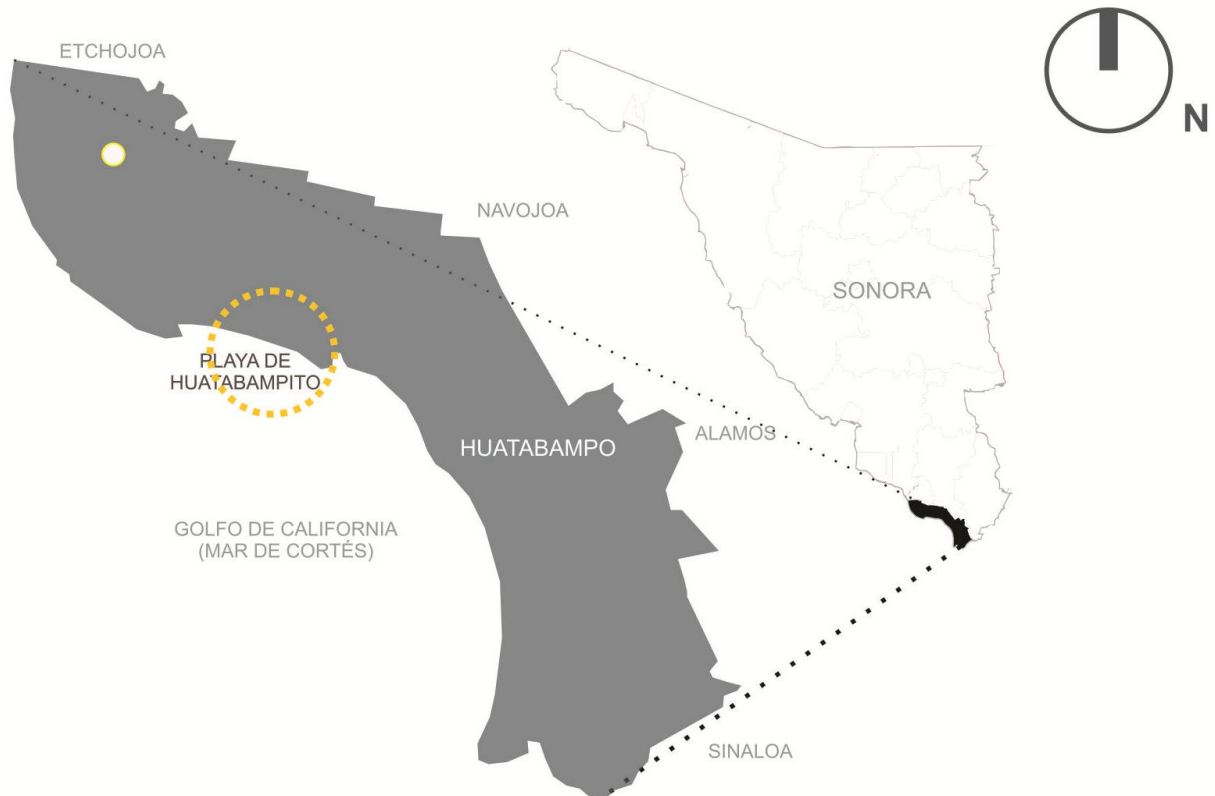 ETCHOJOA
N
NAVOJOA
SONORA
PLAYA DE
HUATABAMPITO
HUATABAMPO
ALAMOS
GOLFO DE CALIFORNIA
(MAR DE CORTÉS)
SINALOA